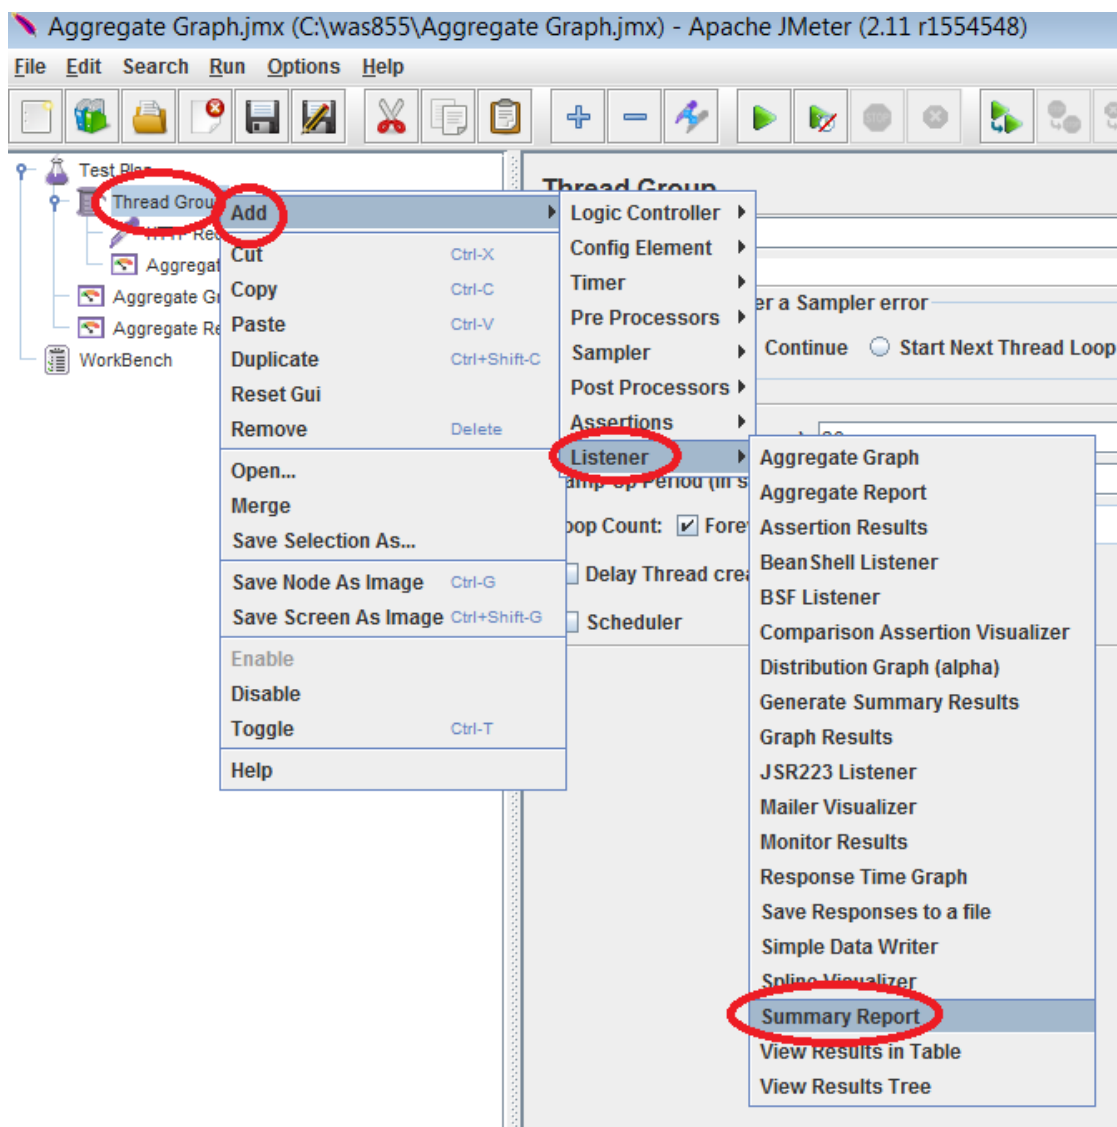 Aggregate Graph.jmx (C:\was855\Aggregate Graph.jmx) - Apache JMeter (2.11 r1554548)
File Edit Search Run Options Help
STOP
Test Plan
Thread Group
Aggregate
Aggregate
WorkBench
Add
Cut Ctrl-X
Copy Ctrl-C
Paste Ctrl-V
Duplicate Ctrl+Shift-C
Reset Gui
Remove Delete
Open...
Merge
Save Selection As...
Save Node As Image Ctrl-G
Save Screen As Image Ctrl+Shift-G
Enable
Disable
Toggle Ctrl-T
Help
Thread Group
Logic Controller
Config Element
Timer
Pre Processors
Sampler
Post Processors
Assertions
Listener
er a Sampler error
Continue Start Next Thread Loop
Period (in s
oop Count: Fore
Delay Thread crea
Scheduler
Aggregate Graph
Aggregate Report
Assertion Results
BeanShell Listener
BSF Listener
Comparison Assertion Visualizer
Distribution Graph (alpha)
Generate Summary Results
Graph Results
JSR223 Listener
Mailer Visualizer
Monitor Results
Response Time Graph
Save Responses to a file
Simple Data Writer
Spline Visualizer
Summary Report
View Results in Table
View Results Tree